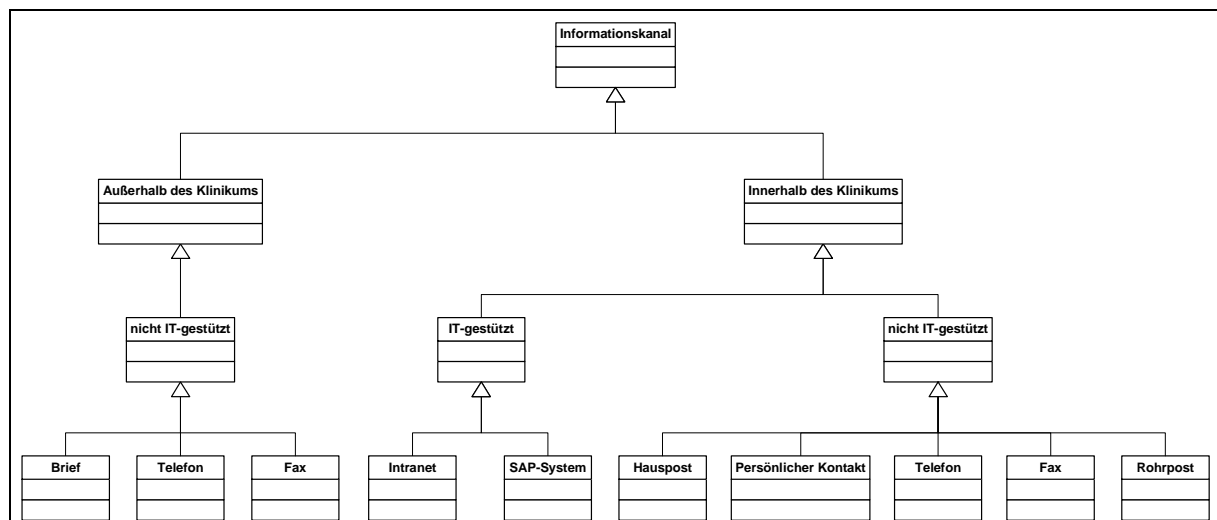 Informationskanal
Außerhalb des Klinikums
Innerhalb des Klinikums
nicht IT-gestützt
IT-gestützt
nicht IT-gestützt
Brief
Telefon
Fax
Intranet
SAP-System
Hauspost
Persönlicher Kontakt
Telefon
Fax
Rohrpost